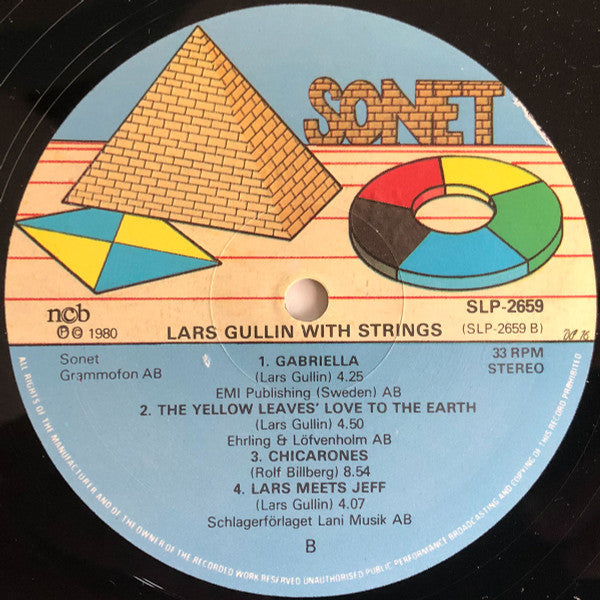 SONET
ncb
SLP-2659
℗ © 1980
LARS GULLIN WITH STRINGS
(SLP-2659 B)
Sonet
Grammofon AB
33 RPM
STEREO
1. GABRIELLA
(Lars Gullin) 4.25
EMI Publishing (Sweden) AB
2. THE YELLOW LEAVES' LOVE TO THE EARTH
(Lars Gullin) 4.50
Ehrling & Löfvenholm AB
3. CHICARONES
(Rolf Billberg) 8.54
4. LARS MEETS JEFF
(Lars Gullin) 4.07
Schlagerförlaget Lani Musik AB
B
ALL RIGHTS OF THE MANUFACTURER AND OF THE OWNER OF THE RECORDED WORK RESERVED UNAUTHORISED PUBLIC PERFORMANCE BROADCASTING AND COPYING OF THIS RECORD PROHIBITED